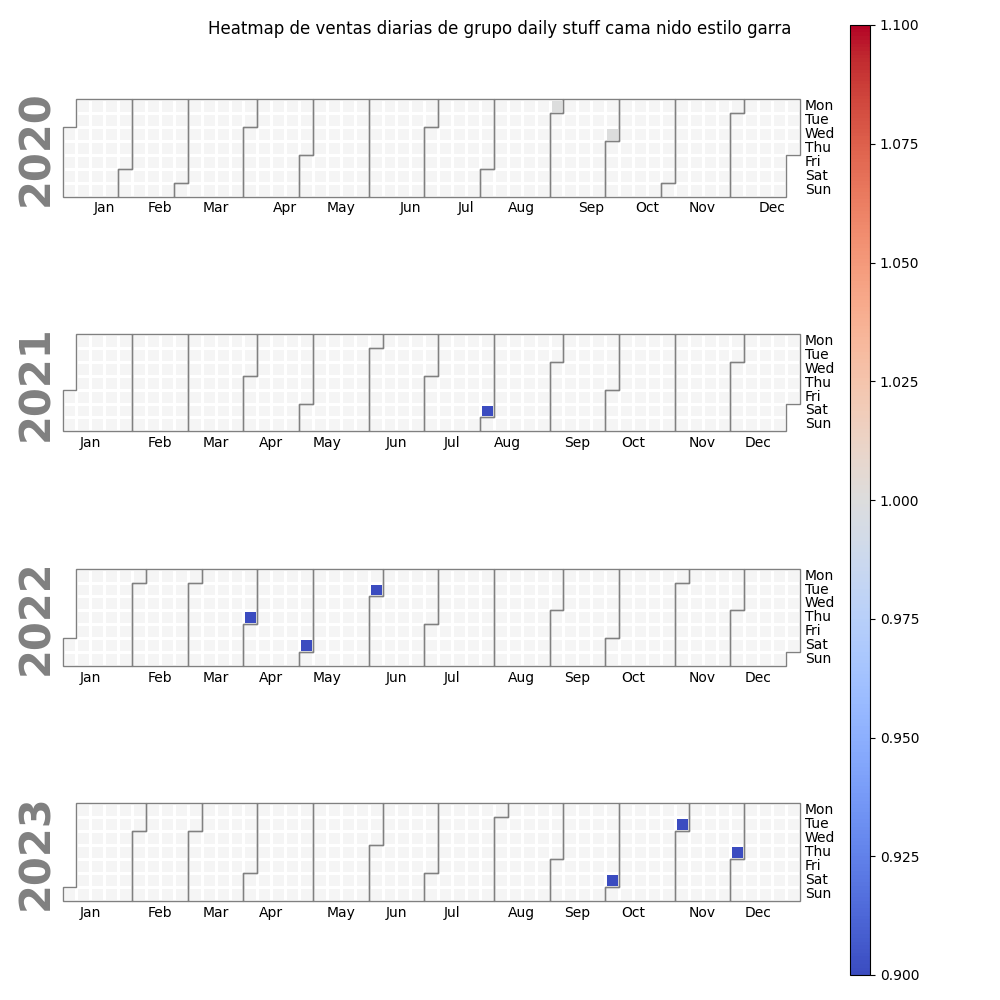 Heatmap de ventas diarias de grupo daily stuff cama nido estilo garra
2020
Mon
Tue
Wed
Thu
Fri
Sat
Sun
Jan Feb Mar Apr May Jun Jul Aug Sep Oct Nov Dec
2021
Mon
Tue
Wed
Thu
Fri
Sat
Sun
Jan Feb Mar Apr May Jun Jul Aug Sep Oct Nov Dec
2022
Mon
Tue
Wed
Thu
Fri
Sat
Sun
Jan Feb Mar Apr May Jun Jul Aug Sep Oct Nov Dec
2023
Mon
Tue
Wed
Thu
Fri
Sat
Sun
Jan Feb Mar Apr May Jun Jul Aug Sep Oct Nov Dec
1.100
1.075
1.050
1.025
1.000
0.975
0.950
0.925
0.900